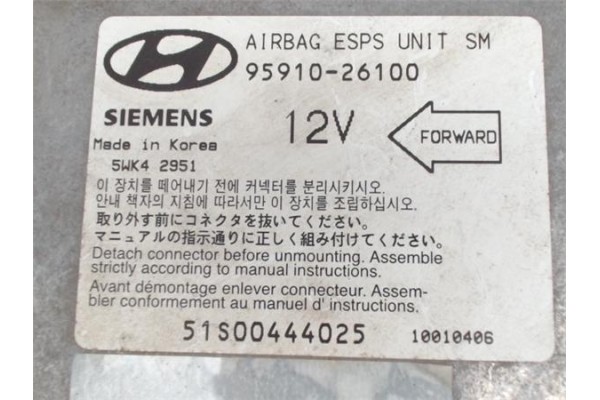 AIRBAG ESPS UNIT SM
95910-26100
SIEMENS
12V
FORWARD
Made in Korea
5WK4 2951
이 장치를 떼어내기 전에 커넥터를 분리시키시오.
안내 책자의 지침에 따라서만 이 장치를 조립하십시오.
取り外す前にコネクタを抜いてください。
マニュアルの指示通りに正しく組み付けてください。
Detach connector before unmounting. Assemble
strictly according to manual instructions.
Avant démontage enlever connecteur. Assem-
bler conformement au manuel d' instructions.
51S00444025
10010406